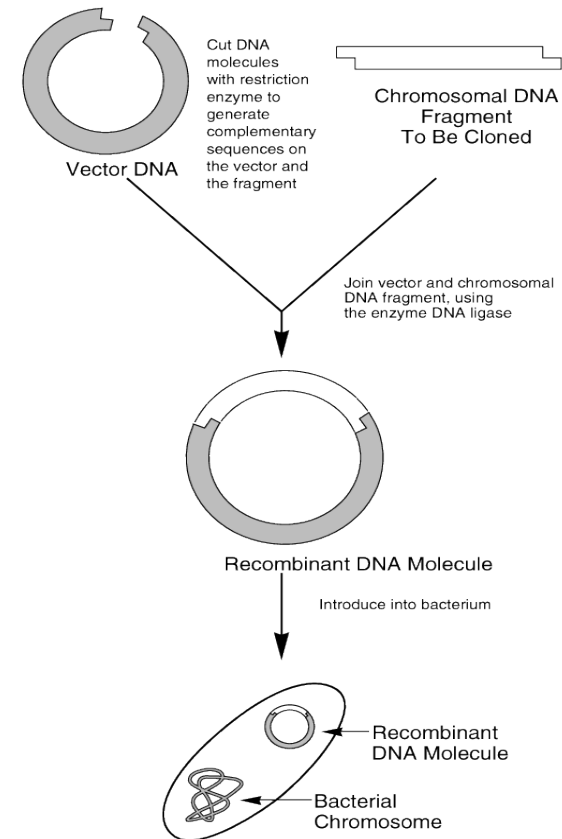 Cut DNA
molecules
with restriction
enzyme to
generate
complementary
sequences on
the vector and
the fragment
Vector DNA
Chromosomal DNA
Fragment
To Be Cloned
Join vector and chromosomal
DNA fragment, using
the enzyme DNA ligase
Recombinant DNA Molecule
Introduce into bacterium
Recombinant
DNA Molecule
Bacterial
Chromosome